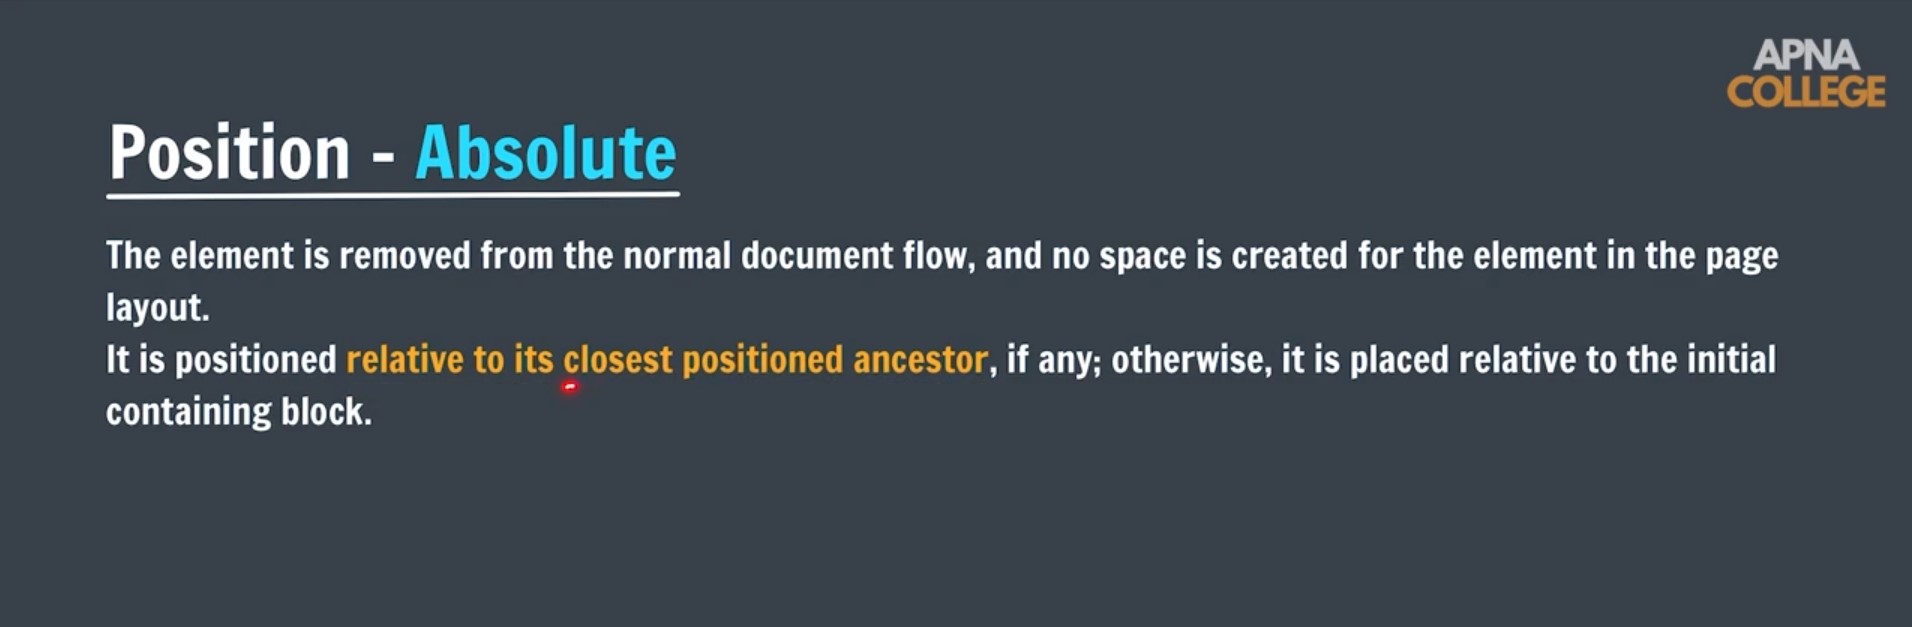 APNA
COLLEGE
Position - Absolute
The element is removed from the normal document flow, and no space is created for the element in the page
layout.
It is positioned relative to its closest positioned ancestor, if any; otherwise, it is placed relative to the initial
containing block.